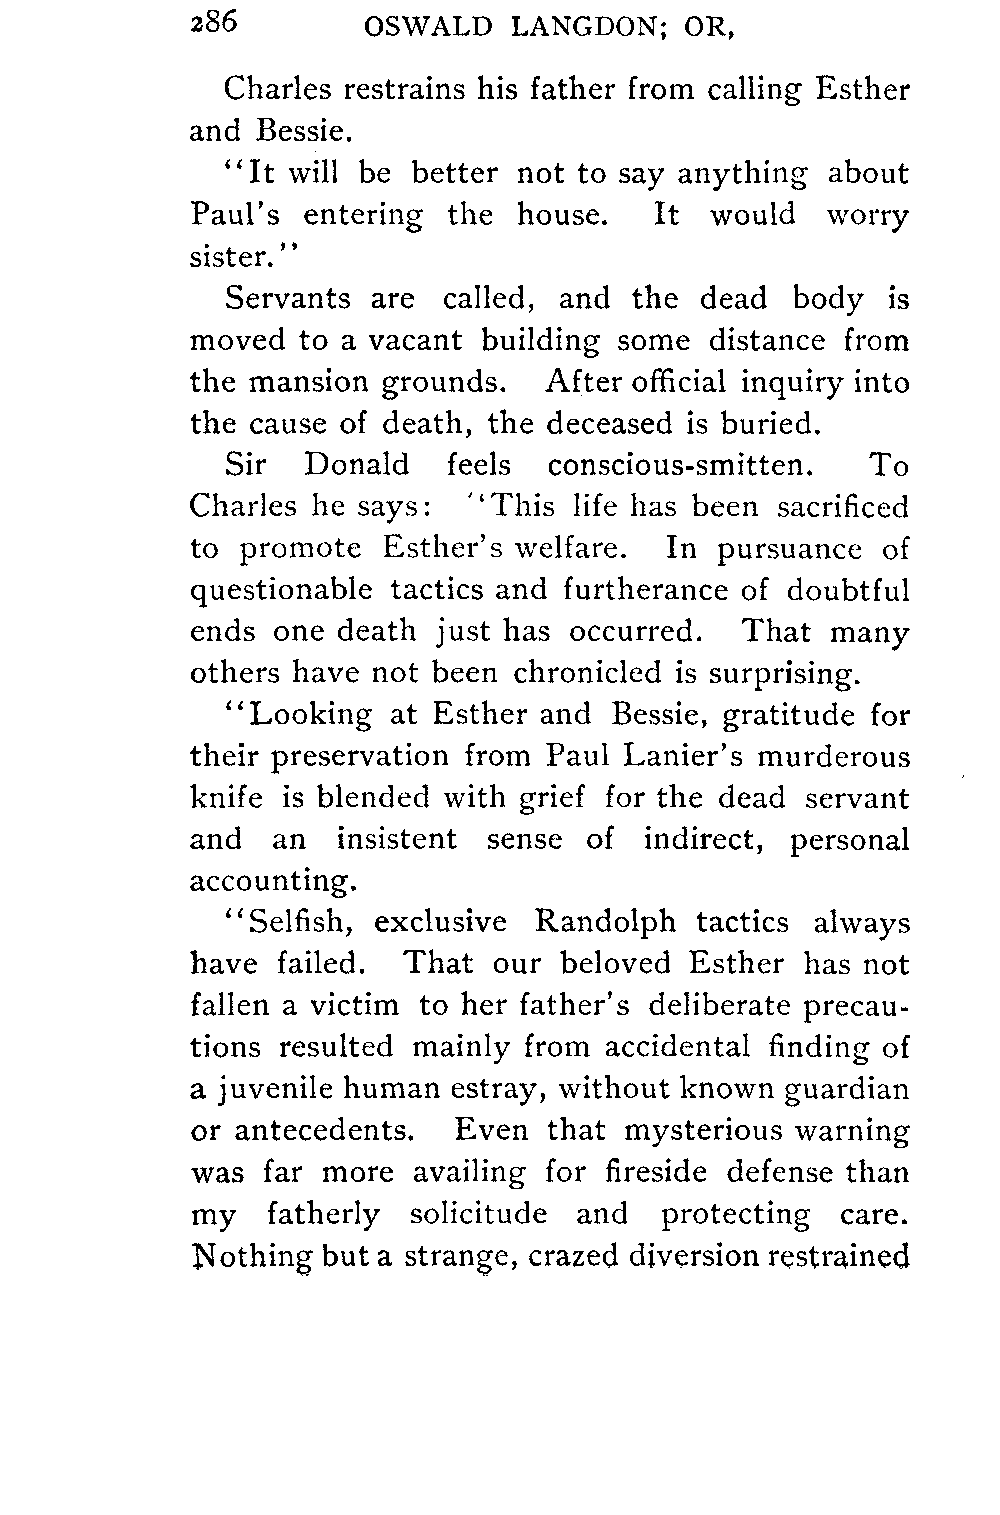 286 OSWALD LANGDON; OR,
Charles restrains his father from calling Esther
and Bessie.
“It will be better not to say anything about
Paul's entering the house. It would worry
sister.”
Servants are called, and the dead body is
moved to a vacant building some distance from
the mansion grounds. After official inquiry into
the cause of death, the deceased is buried.
Sir Donald feels conscious-smitten. To
Charles he says: “This life has been sacrificed
to promote Esther's welfare. In pursuance of
questionable tactics and furtherance of doubtful
ends one death just has occurred. That many
others have not been chronicled is surprising.
“Looking at Esther and Bessie, gratitude for
their preservation from Paul Lanier's murderous
knife is blended with grief for the dead servant
and an insistent sense of indirect, personal
accounting.
“Selfish, exclusive Randolph tactics always
have failed. That our beloved Esther has not
fallen a victim to her father's deliberate precau-
tions resulted mainly from accidental finding of
a juvenile human estray, without known guardian
or antecedents. Even that mysterious warning
was far more availing for fireside defense than
my fatherly solicitude and protecting care.
Nothing but a strange, crazed diversion restrained